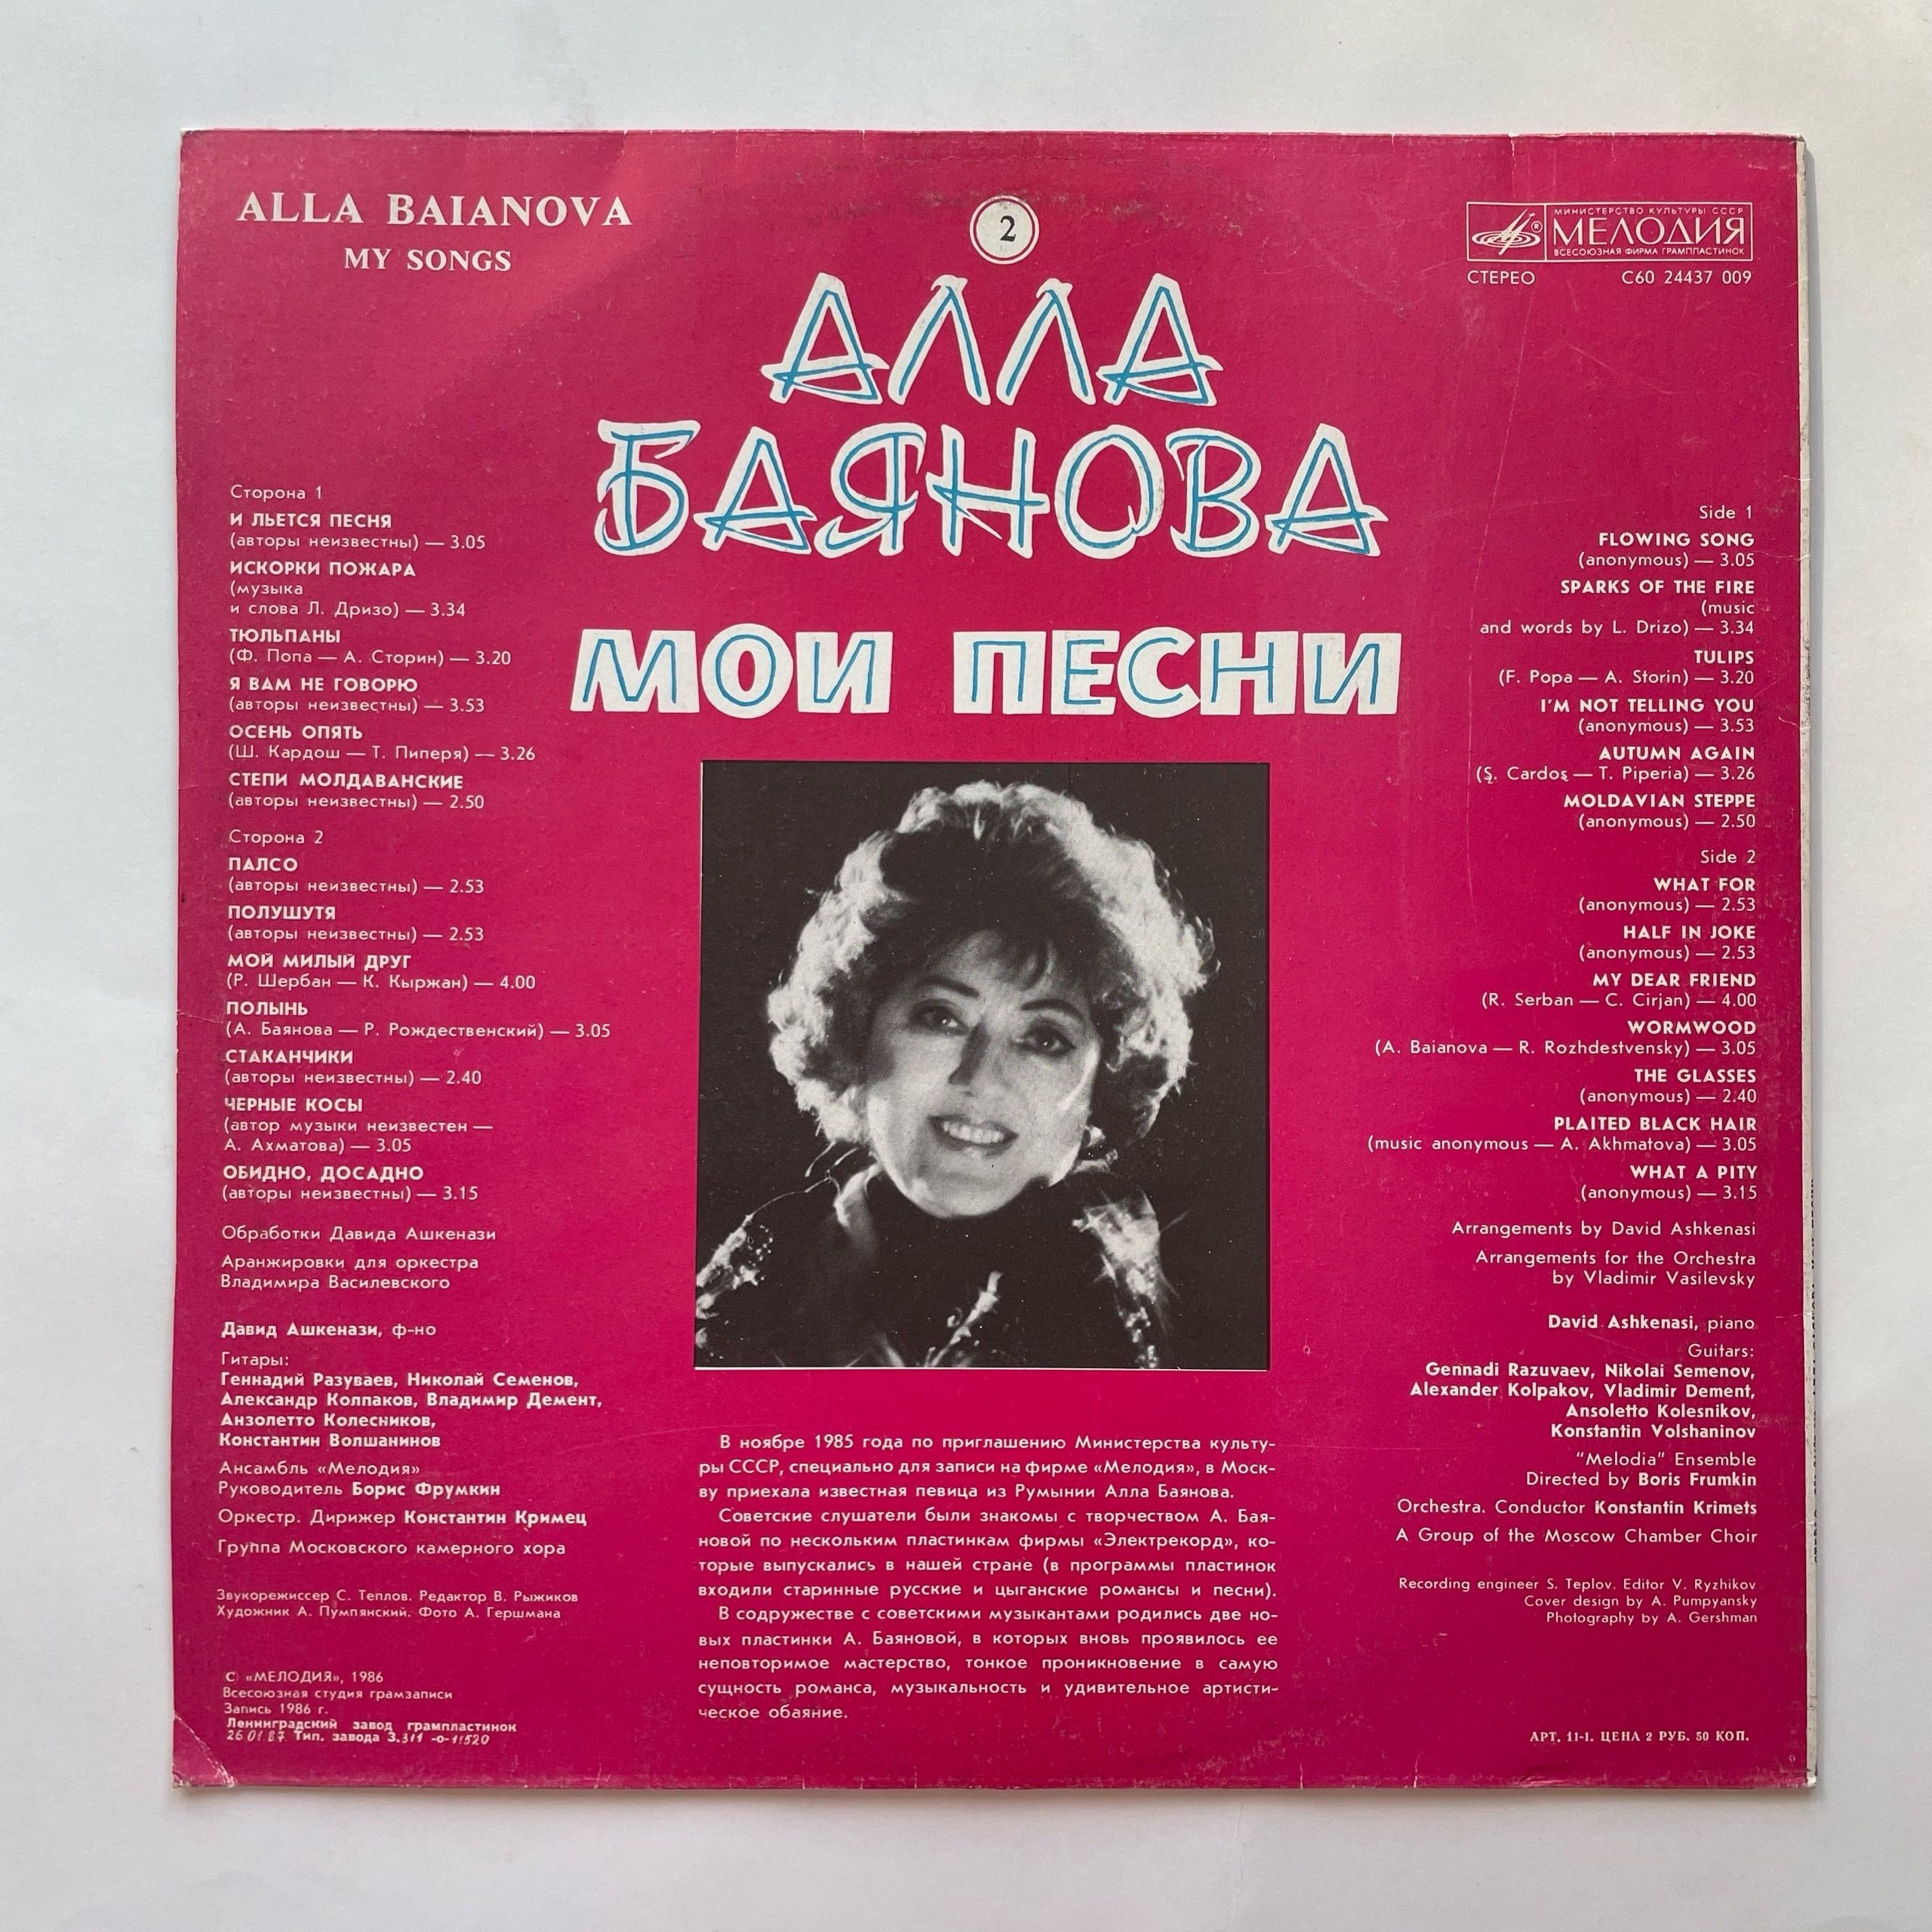 ALLA BAIANOVA
MY SONGS
2
МИНИСТЕРСТВО КУЛЬТУРЫ СССР
МЕЛОДИЯ
ВСЕСОЮЗНАЯ ФИРМА ГРАМПЛАСТИНОК
СТЕРЕО С60 24437 009
АЛЛА
БАЯНОВА
МОИ ПЕСНИ
Сторона 1
И ЛЬЕТСЯ ПЕСНЯ
(авторы неизвестны) — 3.05
ИСКОРКИ ПОЖАРА
(музыка
и слова Л. Дризо) — 3.34
ТЮЛЬПАНЫ
(Ф. Попа — А. Сторин) — 3.20
Я ВАМ НЕ ГОВОРЮ
(авторы неизвестны) — 3.53
ОСЕНЬ ОПЯТЬ
(Ш. Кардош — Т. Пиперя) — 3.26
СТЕПИ МОЛДАВАНСКИЕ
(авторы неизвестны) — 2.50
Сторона 2
ПАЛСО
(авторы неизвестны) — 2.53
ПОЛУШУТЯ
(авторы неизвестны) — 2.53
МОЙ МИЛЫЙ ДРУГ
(Р. Шербан — К. Кыржан) — 4.00
ПОЛЫНЬ
(А. Баянова — Р. Рождественский) — 3.05
СТАКАНЧИКИ
(авторы неизвестны) — 2.40
ЧЕРНЫЕ КОСЫ
(автор музыки неизвестен —
А. Ахматова) — 3.05
ОБИДНО, ДОСАДНО
(авторы неизвестны) — 3.15
Обработки Давида Ашкенази
Аранжировки для оркестра
Владимира Василевского
Давид Ашкенази, ф-но
Гитары:
Геннадий Разуваев, Николай Семенов,
Александр Колпаков, Владимир Демент,
Анзолетто Колесников,
Константин Волшанинов
Ансамбль «Мелодия»
Руководитель Борис Фрумкин
Оркестр. Дирижер Константин Кримец
Группа Московского камерного хора
Звукорежиссер С. Теплов. Редактор В. Рыжиков
Художник А. Пумпянский. Фото А. Гершмана
С «МЕЛОДИЯ», 1986
Всесоюзная студия грамзаписи
Запись 1986 г.
Ленинградский завод грампластинок
26.01.87. Тип. завода З.311 -о-11520
В ноябре 1985 года по приглашению Министерства культу-
ры СССР, специально для записи на фирме «Мелодия», в Моск-
ву приехала известная певица из Румынии Алла Баянова.
Советские слушатели были знакомы с творчеством А. Бая-
новой по нескольким пластинкам фирмы «Электрекорд», ко-
торые выпускались в нашей стране (в программы пластинок
входили старинные русские и цыганские романсы и песни).
В содружестве с советскими музыкантами родились две но-
вых пластинки А. Баяновой, в которых вновь проявилось ее
неповторимое мастерство, тонкое проникновение в самую
сущность романса, музыкальность и удивительное артисти-
ческое обаяние.
Side 1
FLOWING SONG
(anonymous) — 3.05
SPARKS OF THE FIRE
(music
and words by L. Drizo) — 3.34
TULIPS
(F. Popa — A. Storin) — 3.20
I'M NOT TELLING YOU
(anonymous) — 3.53
AUTUMN AGAIN
(Ş. Cardoş — T. Piperia) — 3.26
MOLDAVIAN STEPPE
(anonymous) — 2.50
Side 2
WHAT FOR
(anonymous) — 2.53
HALF IN JOKE
(anonymous) — 2.53
MY DEAR FRIEND
(R. Serban — C. Cirjan) — 4.00
WORMWOOD
(A. Baianova — R. Rozhdestvensky) — 3.05
THE GLASSES
(anonymous) — 2.40
PLAITED BLACK HAIR
(music anonymous — A. Akhmatova) — 3.05
WHAT A PITY
(anonymous) — 3.15
Arrangements by David Ashkenasi
Arrangements for the Orchestra
by Vladimir Vasilevsky
David Ashkenasi, piano
Guitars:
Gennadi Razuvaev, Nikolai Semenov,
Alexander Kolpakov, Vladimir Dement,
Ansoletto Kolesnikov,
Konstantin Volshaninov
"Melodia" Ensemble
Directed by Boris Frumkin
Orchestra. Conductor Konstantin Krimets
A Group of the Moscow Chamber Choir
Recording engineer S. Teplov. Editor V. Ryzhikov
Cover design by A. Pumpyansky
Photography by A. Gershman
АРТ. 11-1. ЦЕНА 2 РУБ. 50 КОП.